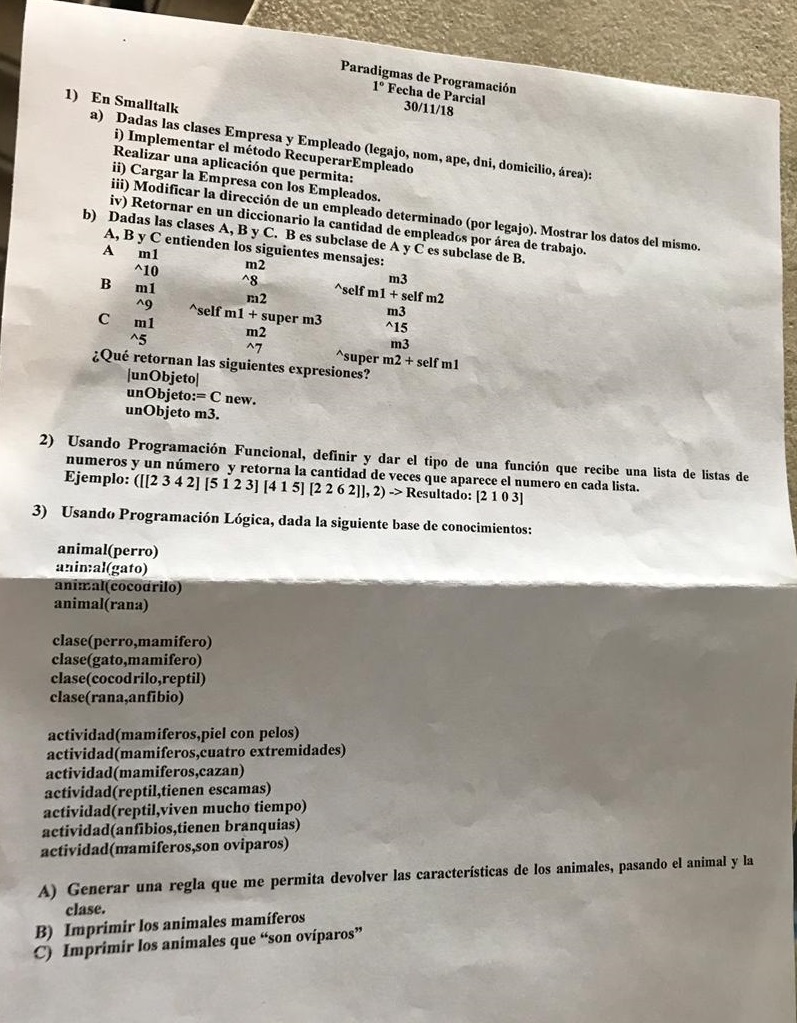 Paradigmas de Programación
1° Fecha de Parcial
30/11/18
1) En Smalltalk
a) Dadas las clases Empresa y Empleado (legajo, nom, ape, dni, domicilio, área):
i) Implementar el método RecuperarEmpleado
Realizar una aplicación que permita:
ii) Cargar la Empresa con los Empleados.
iii) Modificar la dirección de un empleado determinado (por legajo). Mostrar los datos del mismo.
iv) Retornar en un diccionario la cantidad de empleados por área de trabajo.
b) Dadas las clases A, B y C. B es subclase de A y C es subclase de B.
A, B y C entienden los siguientes mensajes:
A m1 m2 m3
^10 ^8 ^self m1 + self m2
B m1 m2 m3
^9 ^self m1 + super m3 ^15
C m1 m2 m3
^5 ^7 ^super m2 + self m1
¿Qué retornan las siguientes expresiones?
|unObjeto|
unObjeto:= C new.
unObjeto m3.
2) Usando Programación Funcional, definir y dar el tipo de una función que recibe una lista de listas de
numeros y un número y retorna la cantidad de veces que aparece el numero en cada lista.
Ejemplo: ([[2 3 4 2] [5 1 2 3] [4 1 5] [2 2 6 2]], 2) -> Resultado: [2 1 0 3]
3) Usando Programación Lógica, dada la siguiente base de conocimientos:
animal(perro)
animal(gato)
animal(cocodrilo)
animal(rana)
clase(perro,mamifero)
clase(gato,mamifero)
clase(cocodrilo,reptil)
clase(rana,anfibio)
actividad(mamiferos,piel con pelos)
actividad(mamiferos,cuatro extremidades)
actividad(mamiferos,cazan)
actividad(reptil,tienen escamas)
actividad(reptil,viven mucho tiempo)
actividad(anfibios,tienen branquias)
actividad(mamiferos,son oviparos)
A) Generar una regla que me permita devolver las características de los animales, pasando el animal y la
clase.
B) Imprimir los animales mamíferos
C) Imprimir los animales que “son ovíparos”